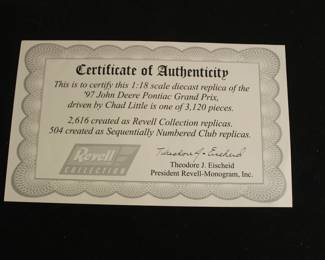 Certificate of Authenticity
This is to certify this 1:18 scale diecast replica of the
'97 John Deere Pontiac Grand Prix,
driven by Chad Little is one of 3,120 pieces.
2,616 created as Revell Collection replicas.
504 created as Sequentially Numbered Club replicas.
Revell
COLLECTION
Theodore J. Eischeid
Theodore J. Eischeid
President Revell-Monogram, Inc.